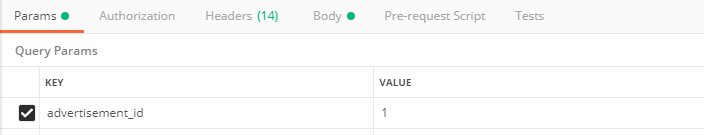 Params Authorization Headers (14) Body Pre-request Script Tests
Query Params
KEY VALUE
advertisement_id 1